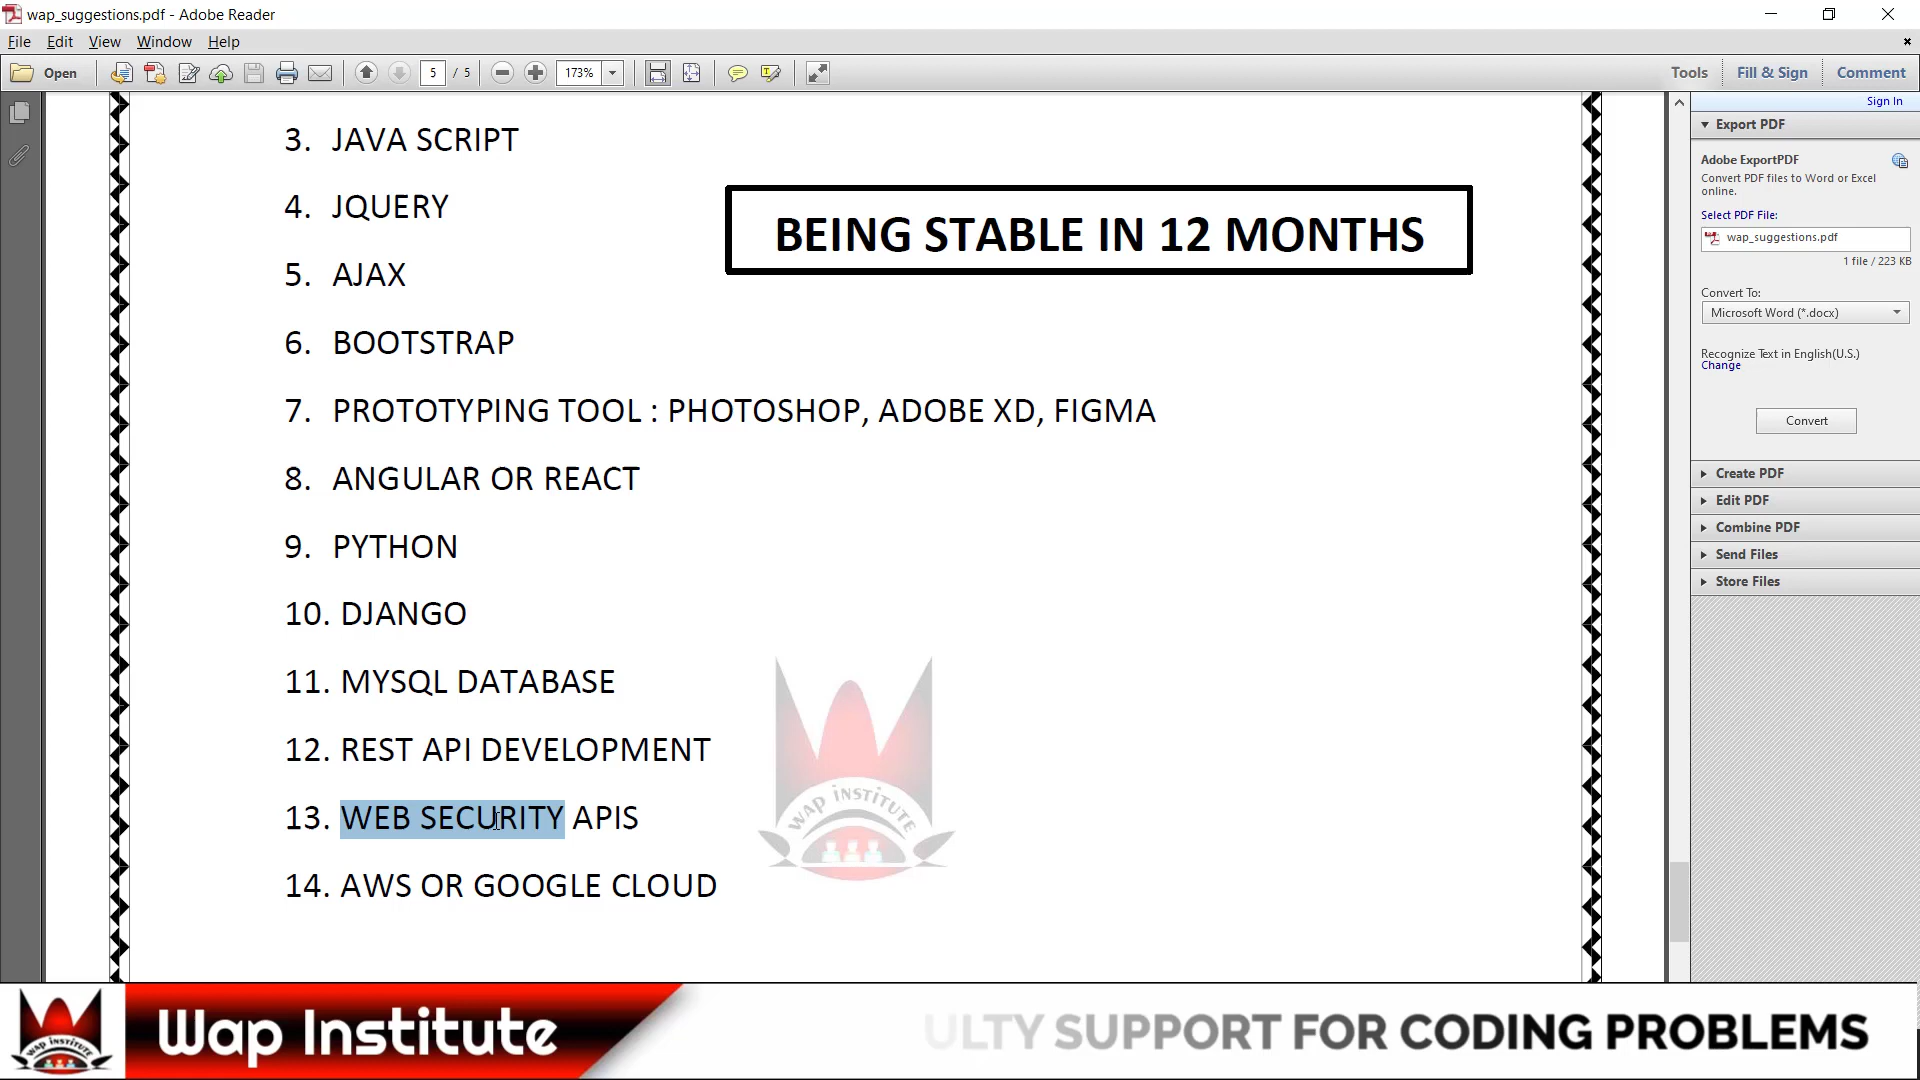 wap_suggestions.pdf - Adobe Reader
File Edit View Window Help
Open 5 / 5 173% Tools Fill & Sign Comment
Sign In
3. JAVA SCRIPT
4. JQUERY
BEING STABLE IN 12 MONTHS
5. AJAX
6. BOOTSTRAP
7. PROTOTYPING TOOL : PHOTOSHOP, ADOBE XD, FIGMA
8. ANGULAR OR REACT
9. PYTHON
10. DJANGO
11. MYSQL DATABASE
12. REST API DEVELOPMENT
13. WEB SECURITY APIS
14. AWS OR GOOGLE CLOUD
WAP INSTITUTE
Export PDF
Adobe ExportPDF
Convert PDF files to Word or Excel
online.
Select PDF File:
wap_suggestions.pdf
1 file / 223 KB
Convert To:
Microsoft Word (*.docx)
Recognize Text in English(U.S.)
Change
Convert
Create PDF
Edit PDF
Combine PDF
Send Files
Store Files
WAP INSTITUTE
Wap Institute
ULTY SUPPORT FOR CODING PROBLEMS